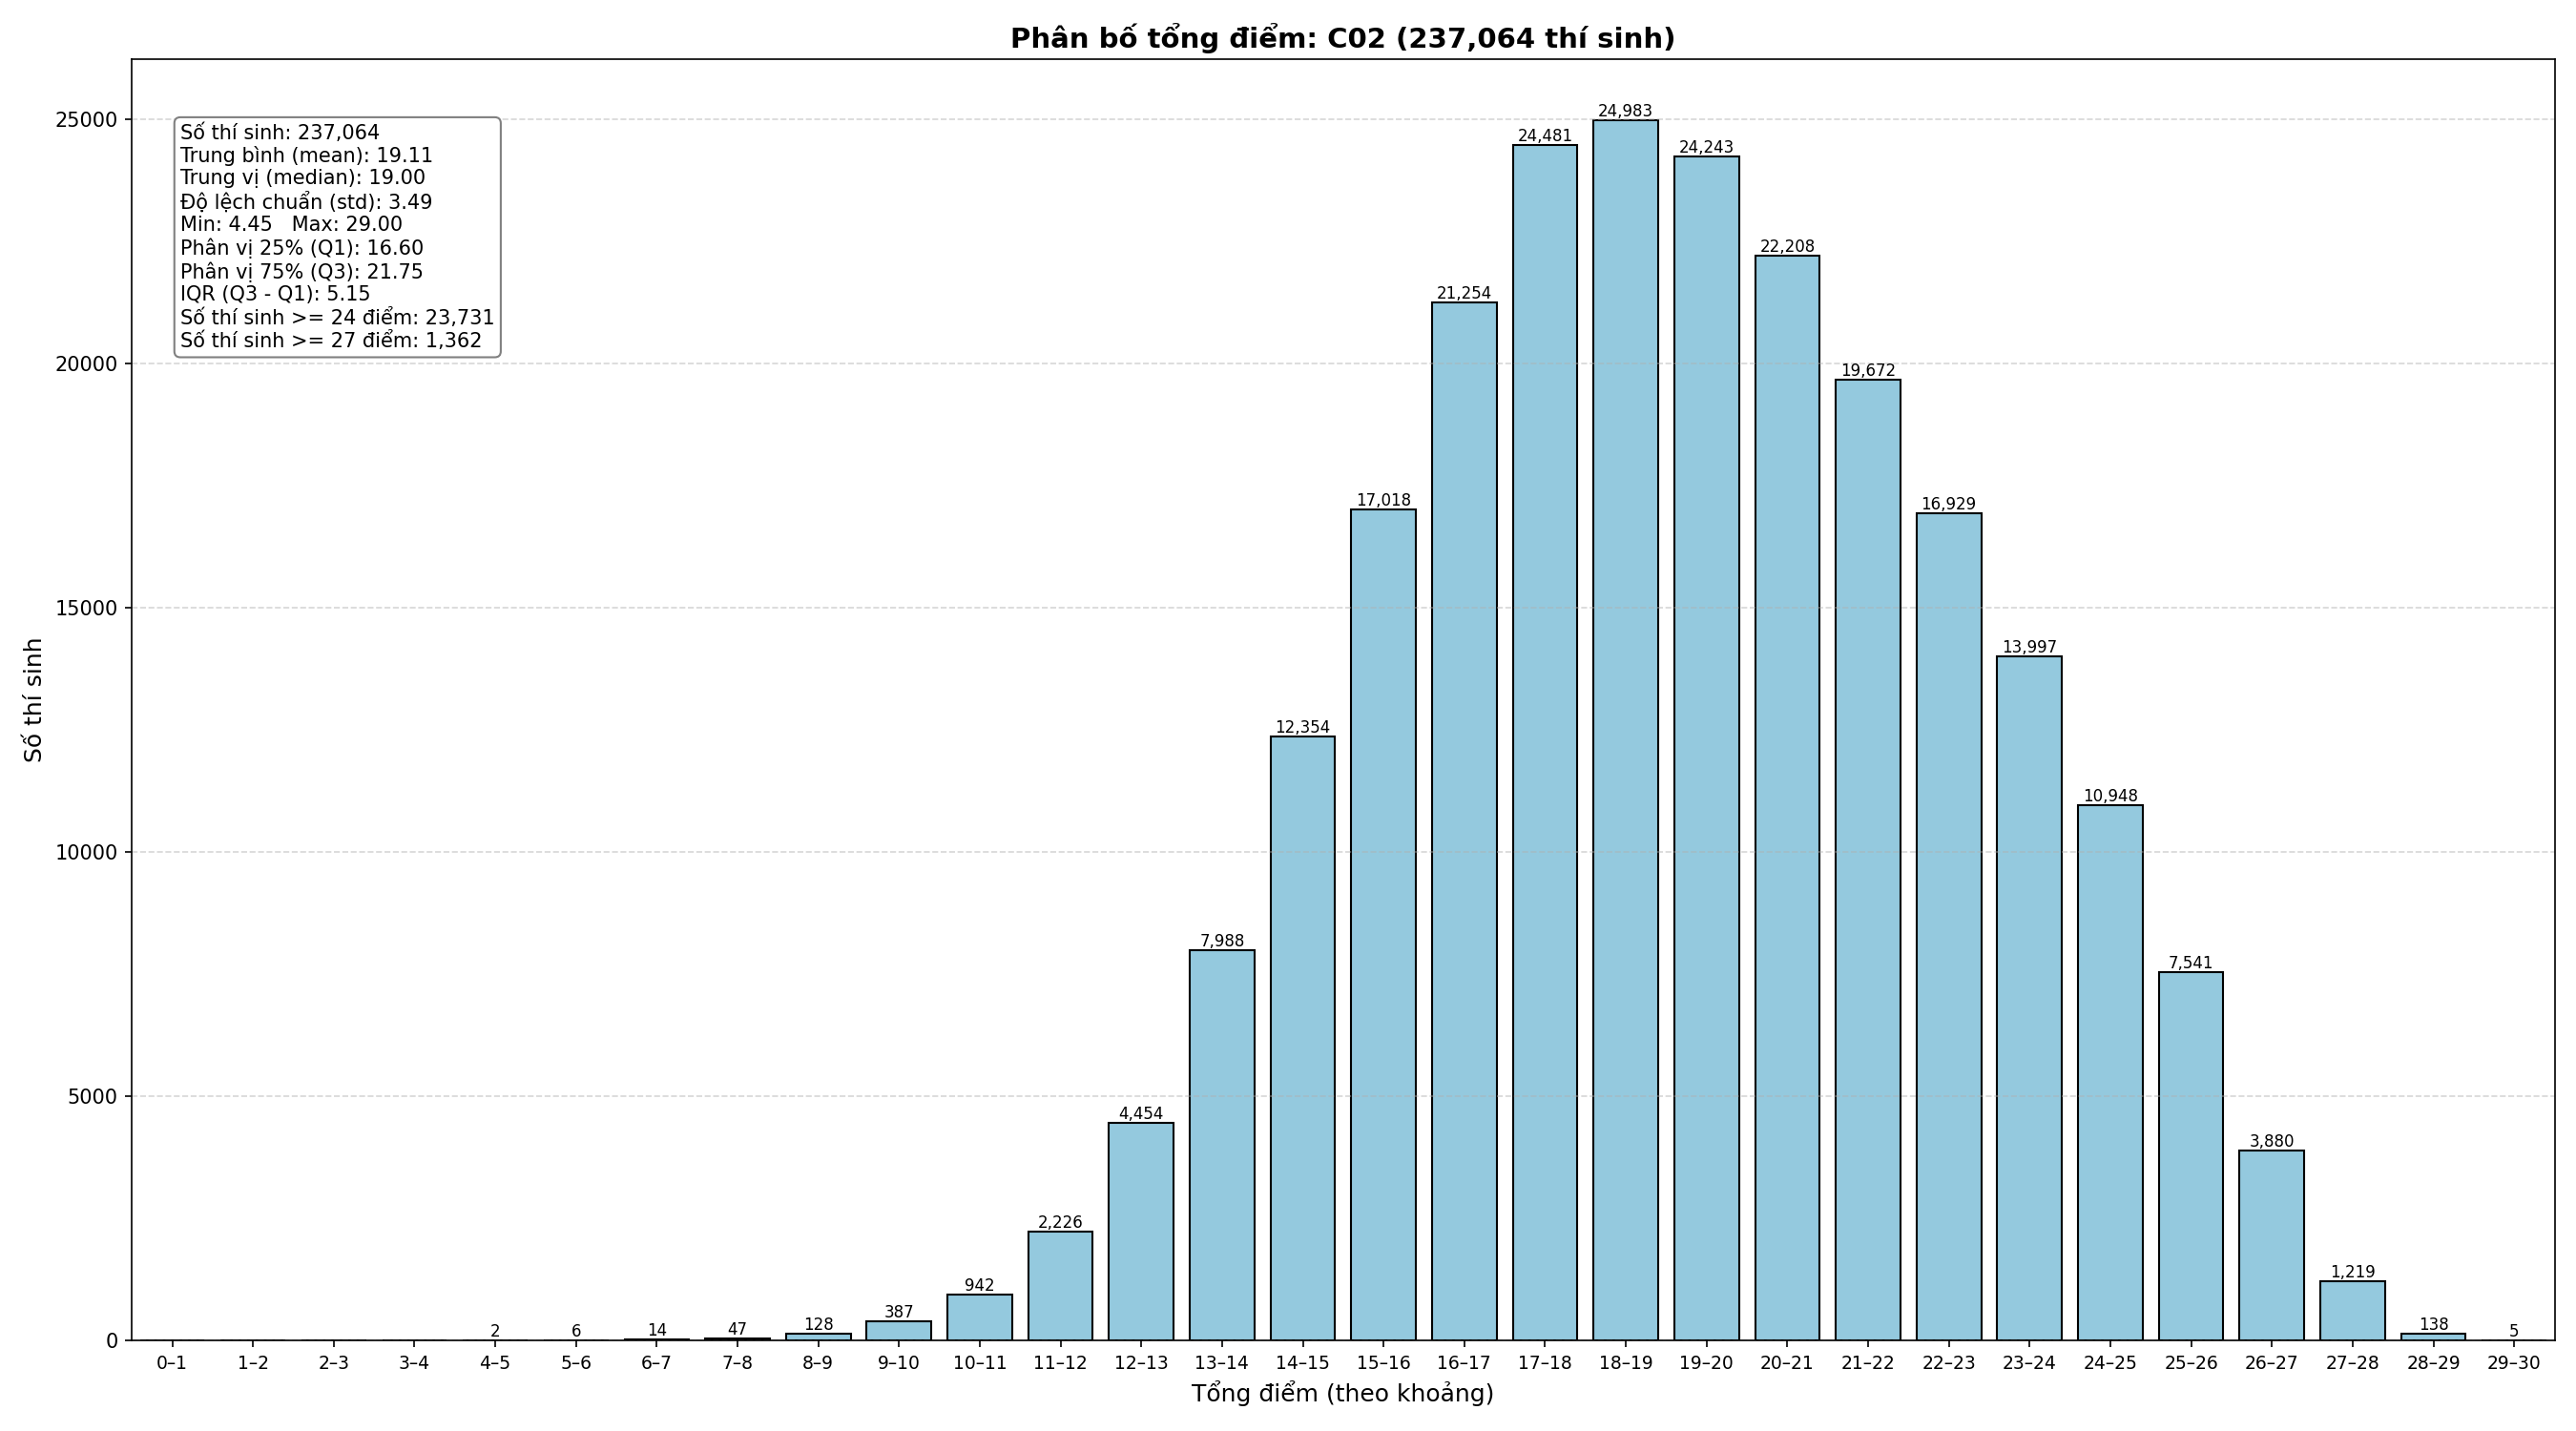 Phân bố tổng điểm: C02 (237,064 thí sinh)
Số thí sinh: 237,064
Trung bình (mean): 19.11
Trung vị (median): 19.00
Độ lệch chuẩn (std): 3.49
Min: 4.45   Max: 29.00
Phân vị 25% (Q1): 16.60
Phân vị 75% (Q3): 21.75
IQR (Q3 - Q1): 5.15
Số thí sinh >= 24 điểm: 23,731
Số thí sinh >= 27 điểm: 1,362
Số thí sinh
25000
20000
15000
10000
5000
0
2
6
14
47
128
387
942
2,226
4,454
7,988
12,354
17,018
21,254
24,481
24,983
24,243
22,208
19,672
16,929
13,997
10,948
7,541
3,880
1,219
138
5
0–1 1–2 2–3 3–4 4–5 5–6 6–7 7–8 8–9 9–10 10–11 11–12 12–13 13–14 14–15 15–16 16–17 17–18 18–19 19–20 20–21 21–22 22–23 23–24 24–25 25–26 26–27 27–28 28–29 29–30
Tổng điểm (theo khoảng)